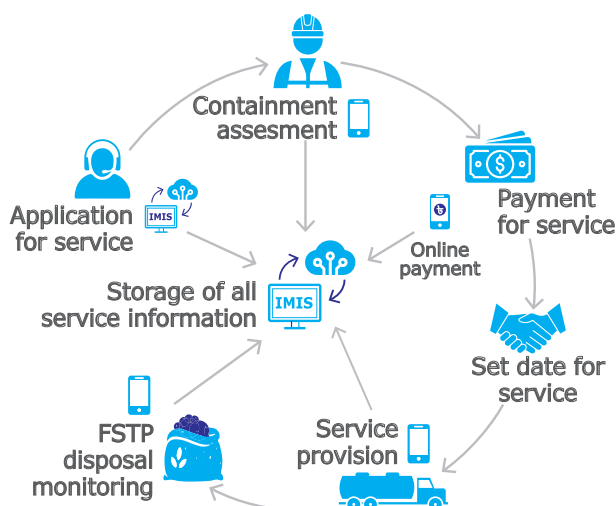 Containment
assesment
Application
for service
IMIS
Payment
for service
Online
payment
Storage of all
service information
IMIS
Set date for
service
Service
provision
FSTP
disposal
monitoring